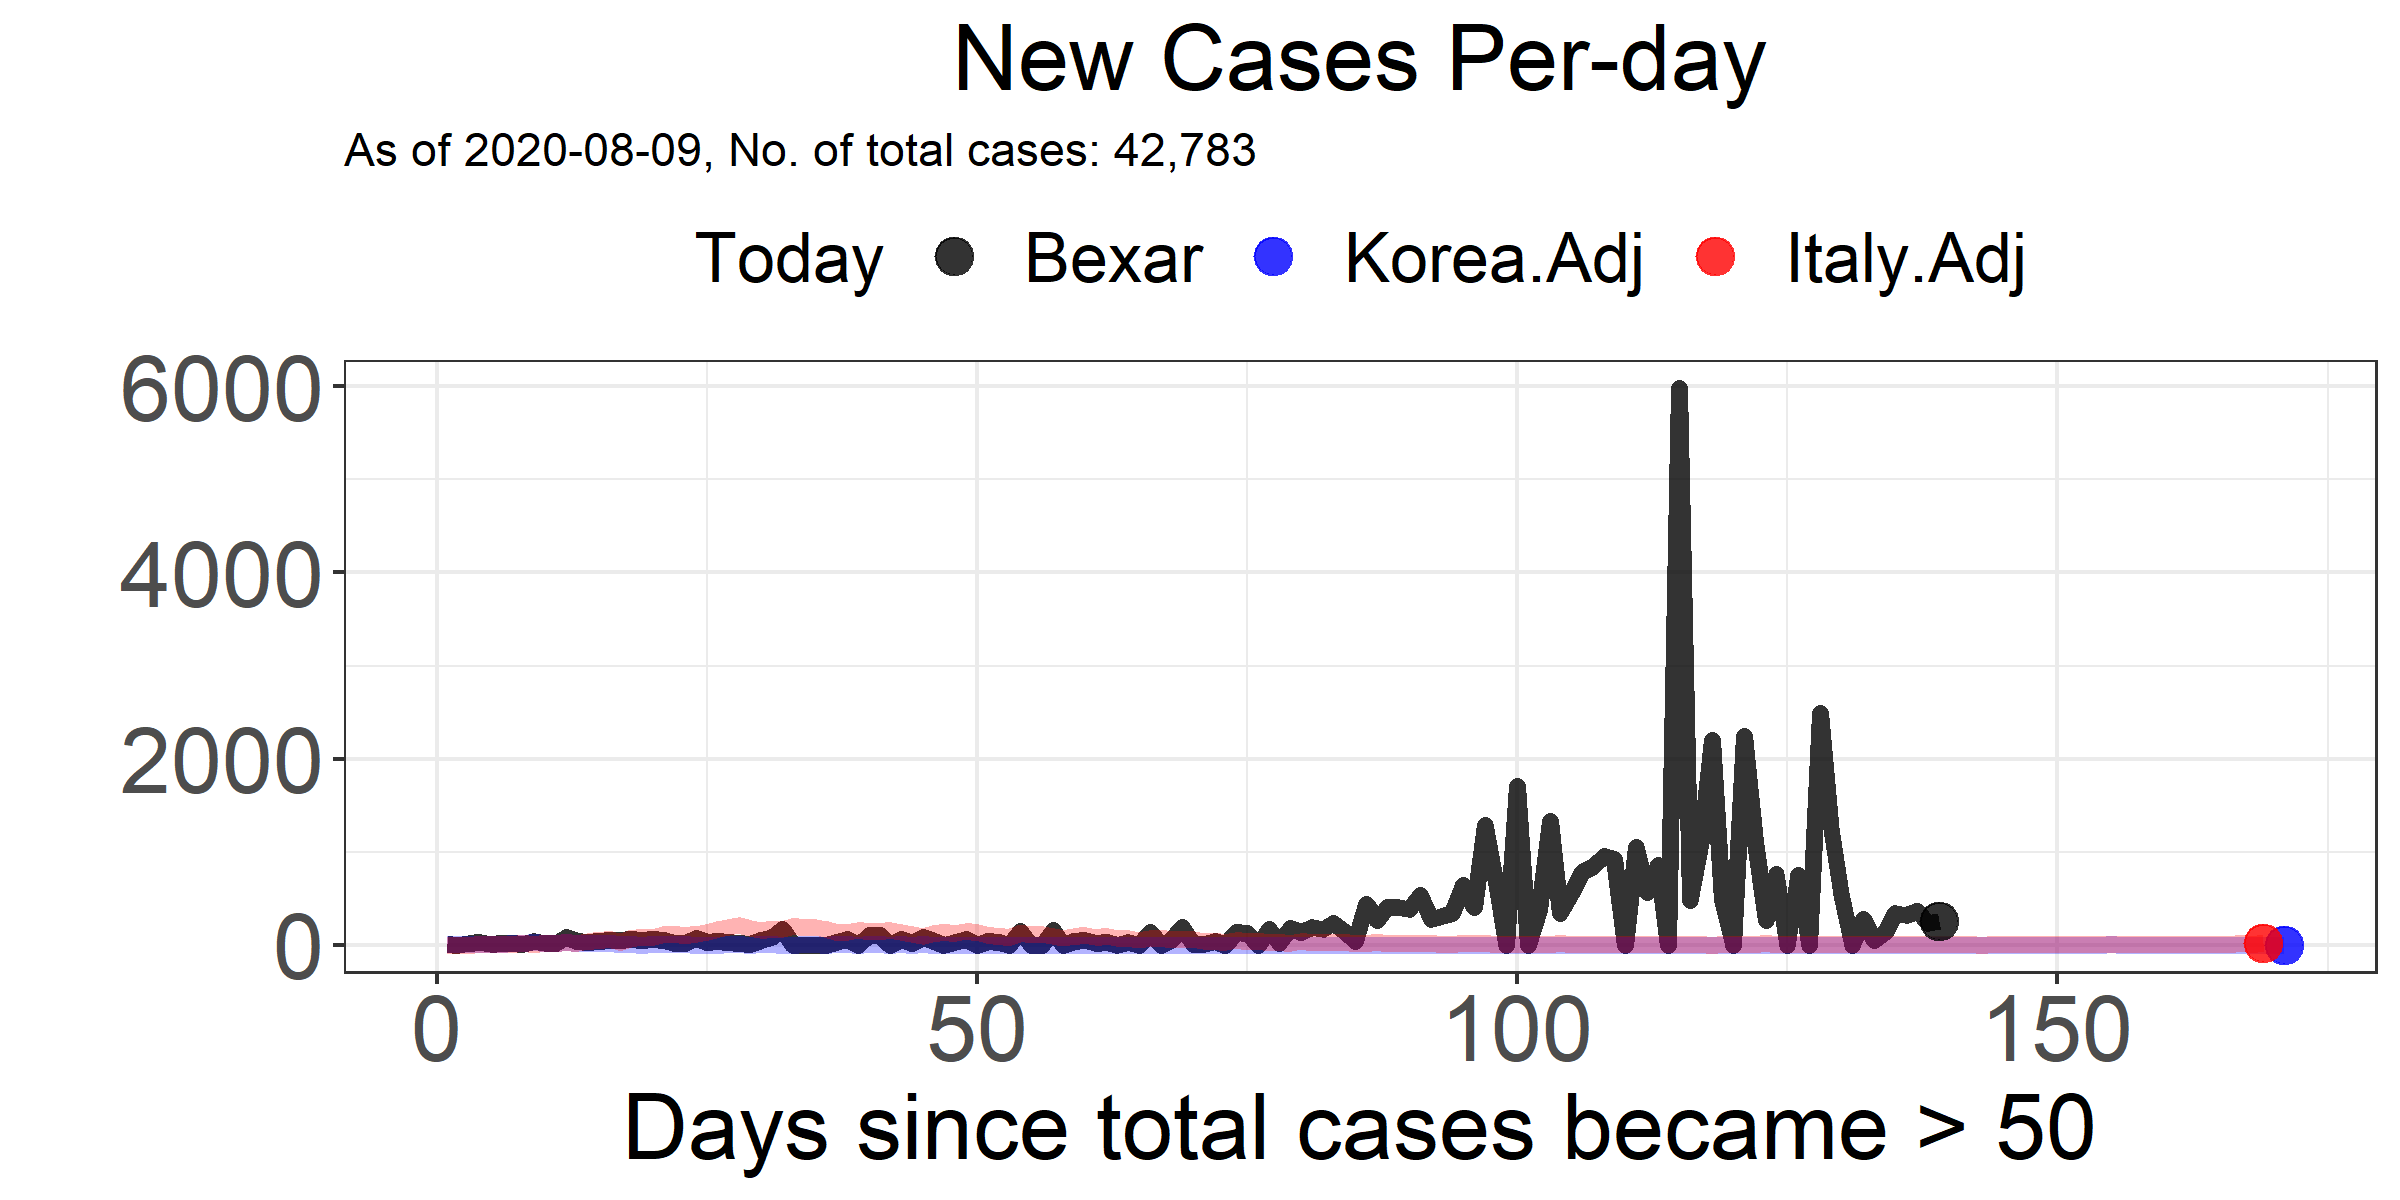 New Cases Per-day
As of 2020-08-09, No. of total cases: 42,783
Today Bexar Korea.Adj Italy.Adj
6000
4000
2000
0
0 50 100 150
Days since total cases became > 50